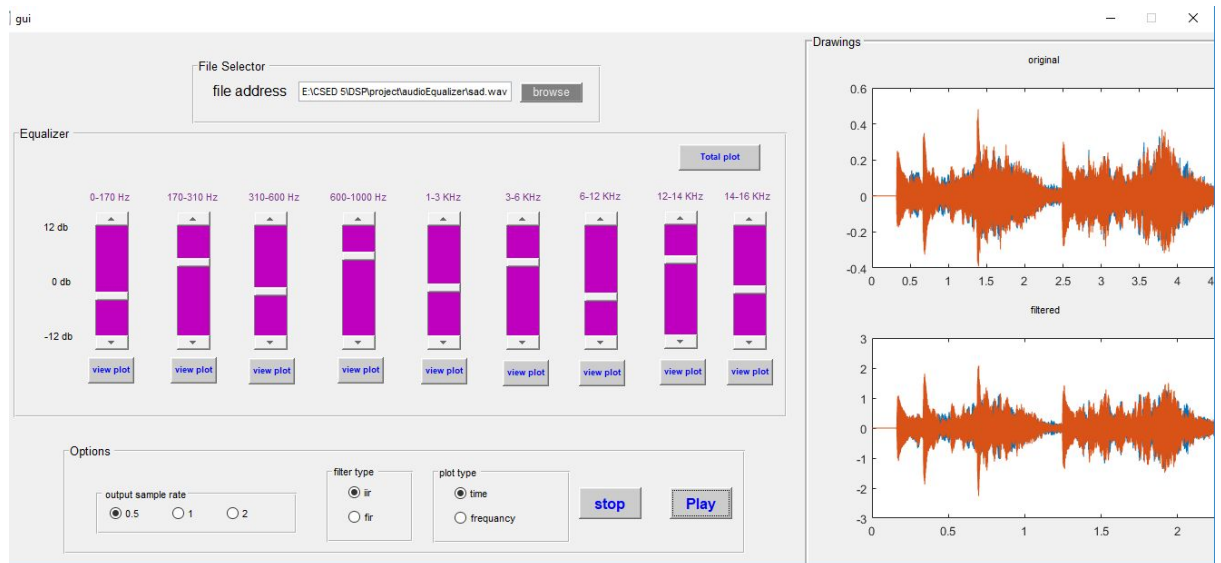 gui
File Selector
file address E:\CSED 5\DSP\project\audioEqualizer\sad.wav browse
Equalizer
Total plot
0-170 Hz 170-310 Hz 310-600 Hz 600-1000 Hz 1-3 KHz 3-6 KHz 6-12 KHz 12-14 KHz 14-16 KHz
12 db
0 db
-12 db
view plot view plot view plot view plot view plot view plot view plot view plot view plot
Options
output sample rate
0.5 1 2
filter type
iir
fir
plot type
time
frequancy
stop Play
Drawings
original
0.6
0.4
0.2
0
-0.2
-0.4
0 0.5 1 1.5 2 2.5 3 3.5 4
filtered
3
2
1
0
-1
-2
-3
0 0.5 1 1.5 2